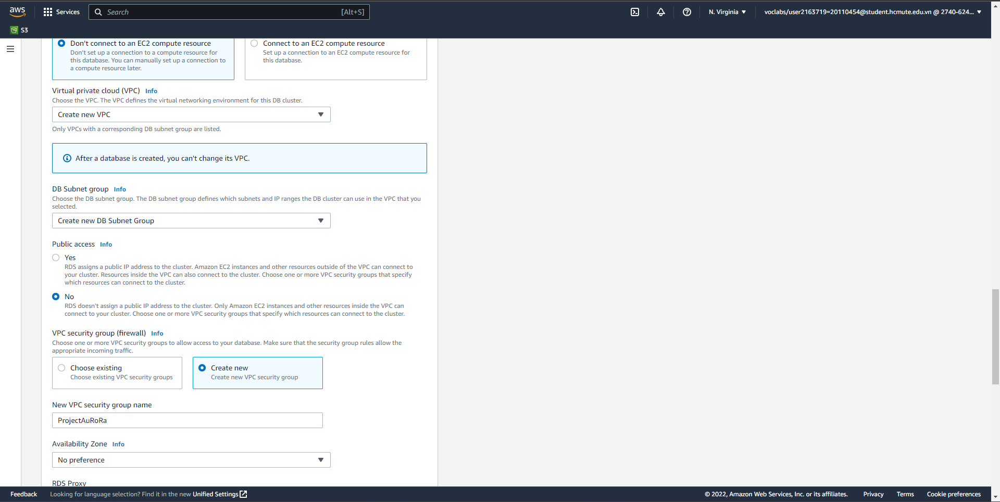 aws
Services
Search
[Alt+S]
N. Virginia
voclabs/user2163719=20110454@student.hcmute.edu.vn @ 2740-624...
S3
Don't connect to an EC2 compute resource
Don't set up a connection to a compute resource for
this database. You can manually set up a connection to
a compute resource later.
Connect to an EC2 compute resource
Set up a connection to an EC2 compute resource for
this database.
Virtual private cloud (VPC) Info
Choose the VPC. The VPC defines the virtual networking environment for this DB cluster.
Create new VPC
Only VPCs with a corresponding DB subnet group are listed.
After a database is created, you can't change its VPC.
DB Subnet group Info
Choose the DB subnet group. The DB subnet group defines which subnets and IP ranges the DB cluster can use in the VPC that you
selected.
Create new DB Subnet Group
Public access Info
Yes
RDS assigns a public IP address to the cluster. Amazon EC2 instances and other resources outside of the VPC can connect to
your cluster. Resources inside the VPC can also connect to the cluster. Choose one or more VPC security groups that specify
which resources can connect to the cluster.
No
RDS doesn't assign a public IP address to the cluster. Only Amazon EC2 instances and other resources inside the VPC can
connect to your cluster. Choose one or more VPC security groups that specify which resources can connect to the cluster.
VPC security group (firewall) Info
Choose one or more VPC security groups to allow access to your database. Make sure that the security group rules allow the
appropriate incoming traffic.
Choose existing
Choose existing VPC security groups
Create new
Create new VPC security group
New VPC security group name
ProjectAuRoRa
Availability Zone Info
No preference
RDS Proxy
Feedback
Looking for language selection? Find it in the new Unified Settings
© 2022, Amazon Web Services, Inc. or its affiliates.
Privacy
Terms
Cookie preferences